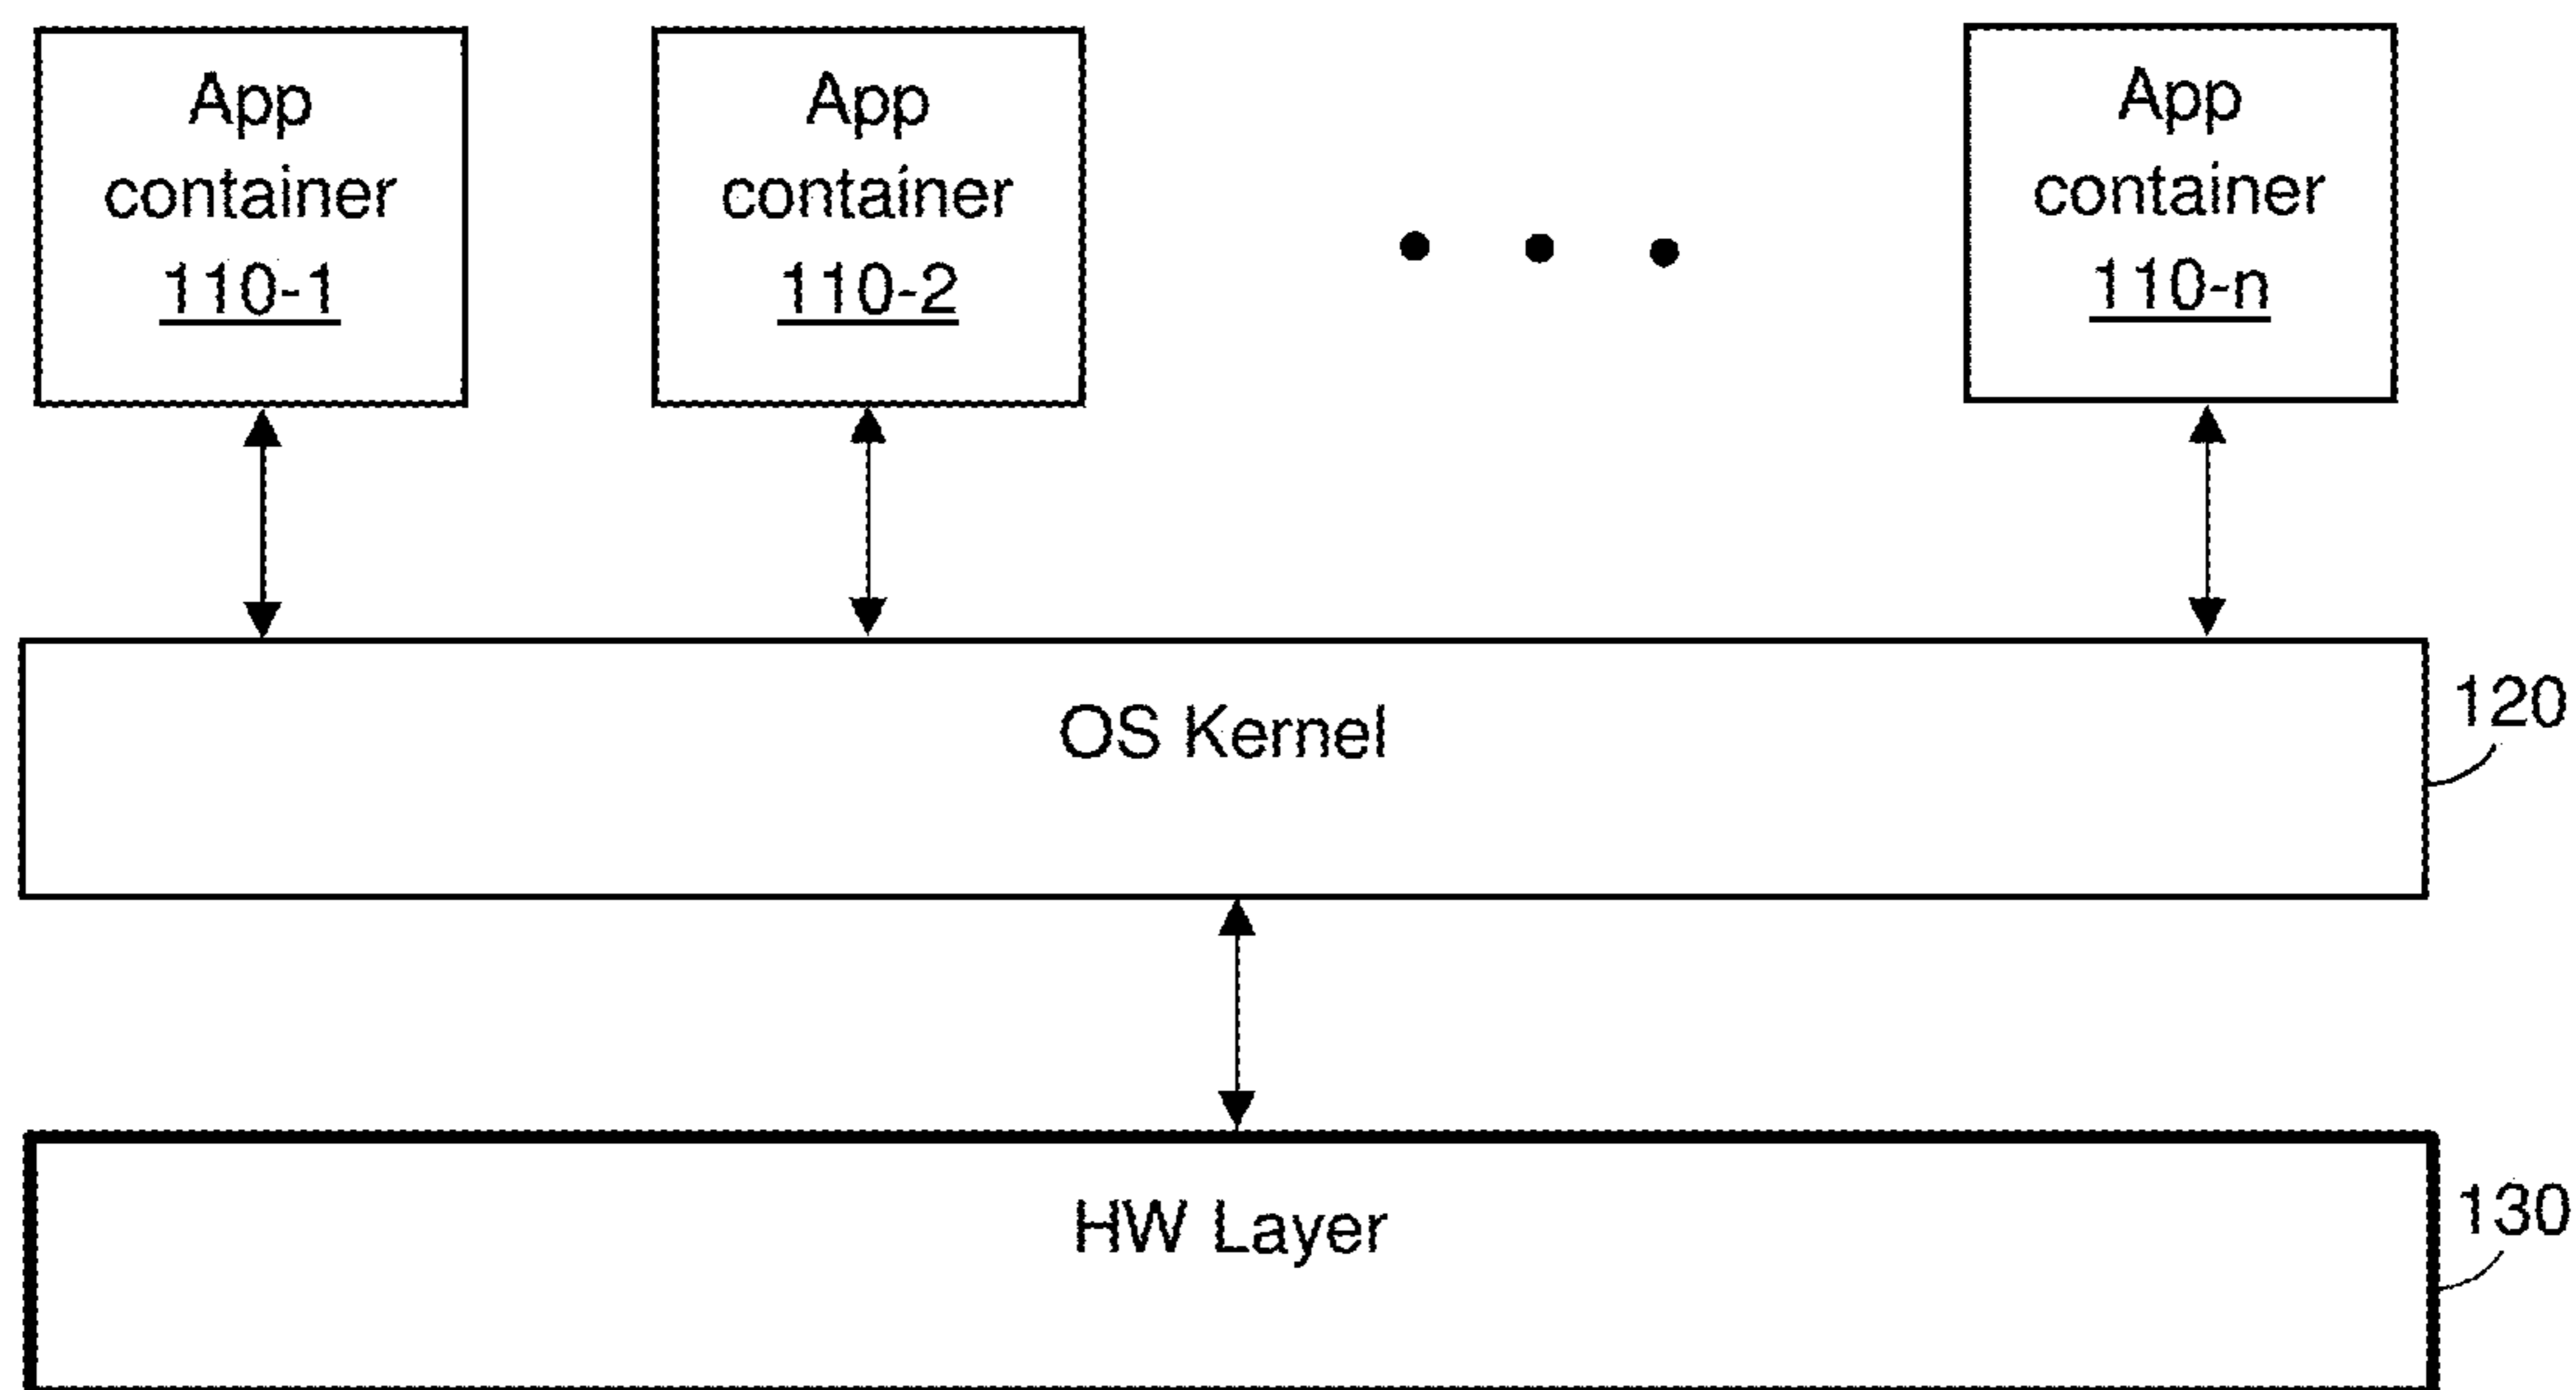 App
container
110-1
App
container
110-2
App
container
110-n
OS Kernel
120
HW Layer
130